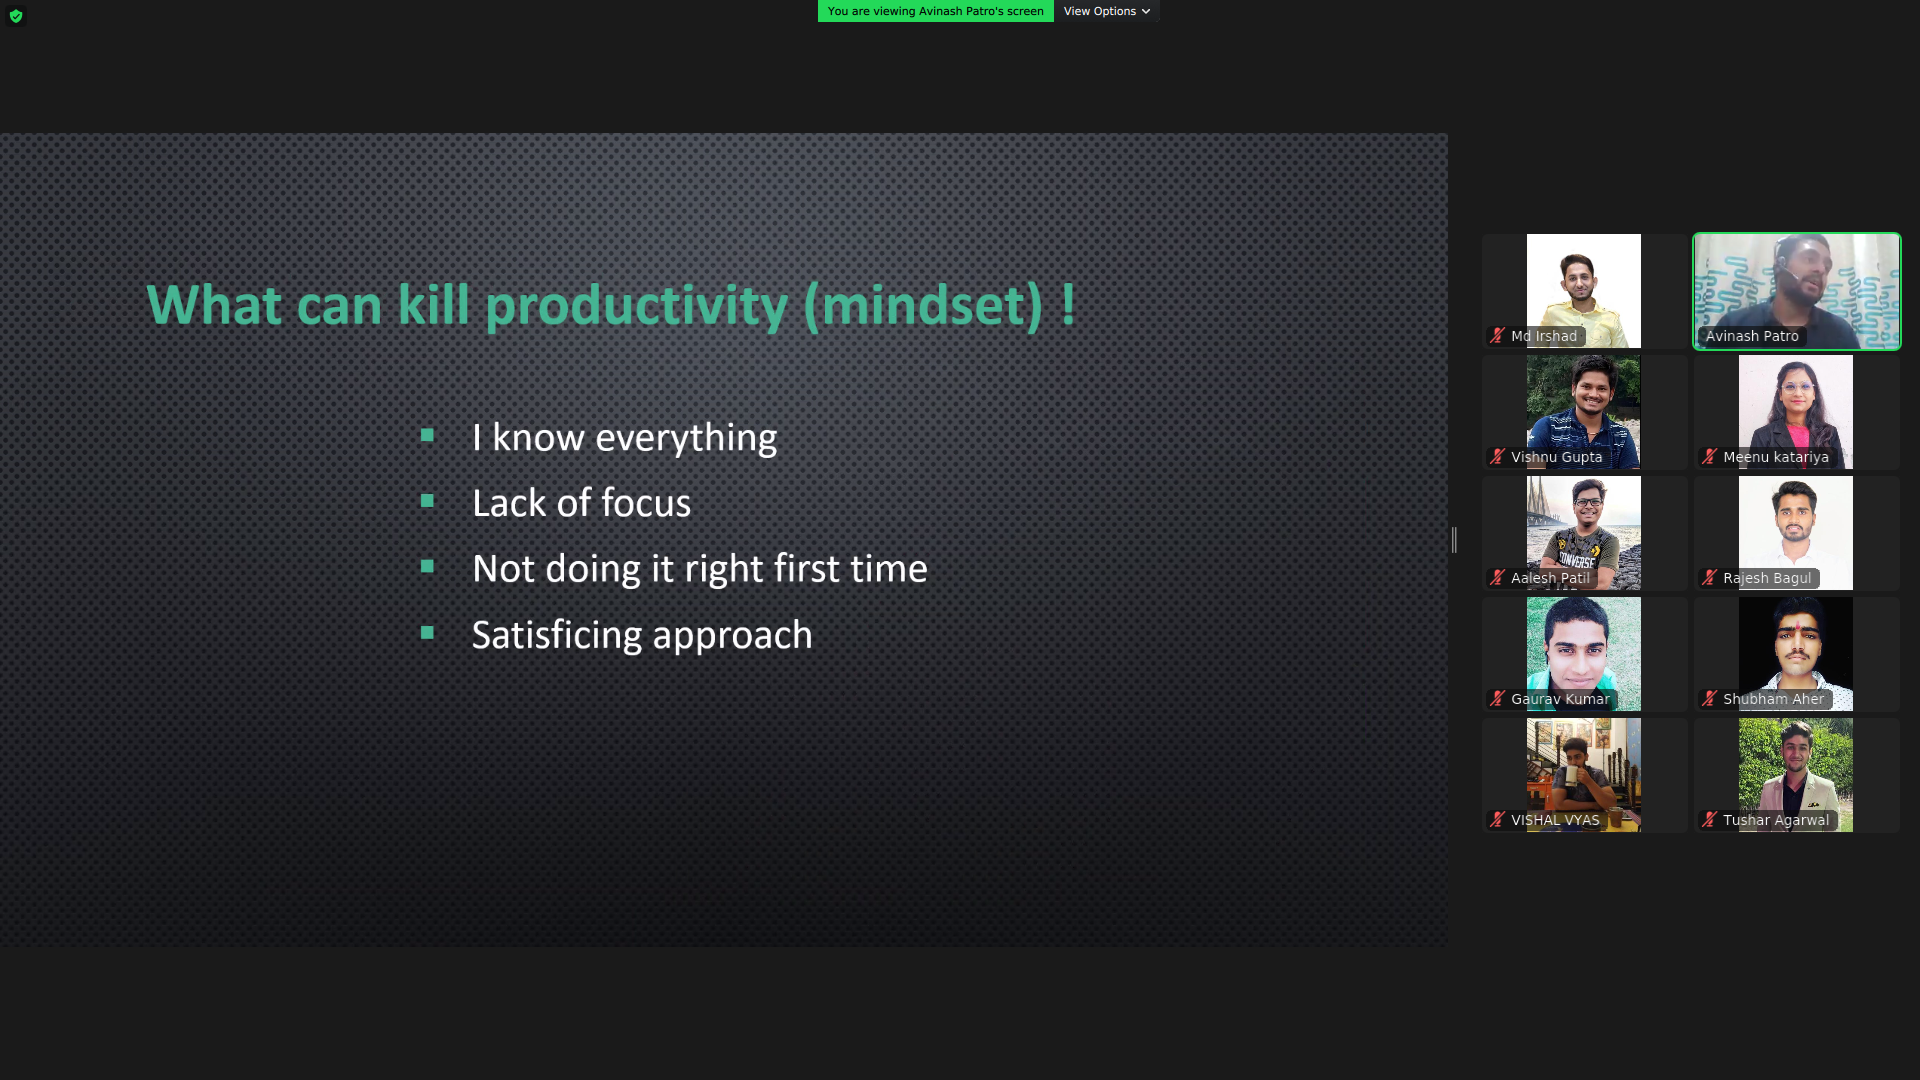 You are viewing Avinash Patro's screen
View Options
What can kill productivity (mindset) !
I know everything
Lack of focus
Not doing it right first time
Satisficing approach
Md Irshad
Avinash Patro
Vishnu Gupta
Meenu katariya
CONVERSE
Aalesh Patil
Rajesh Bagul
Gaurav Kumar
Shubham Aher
VISHAL VYAS
Tushar Agarwal